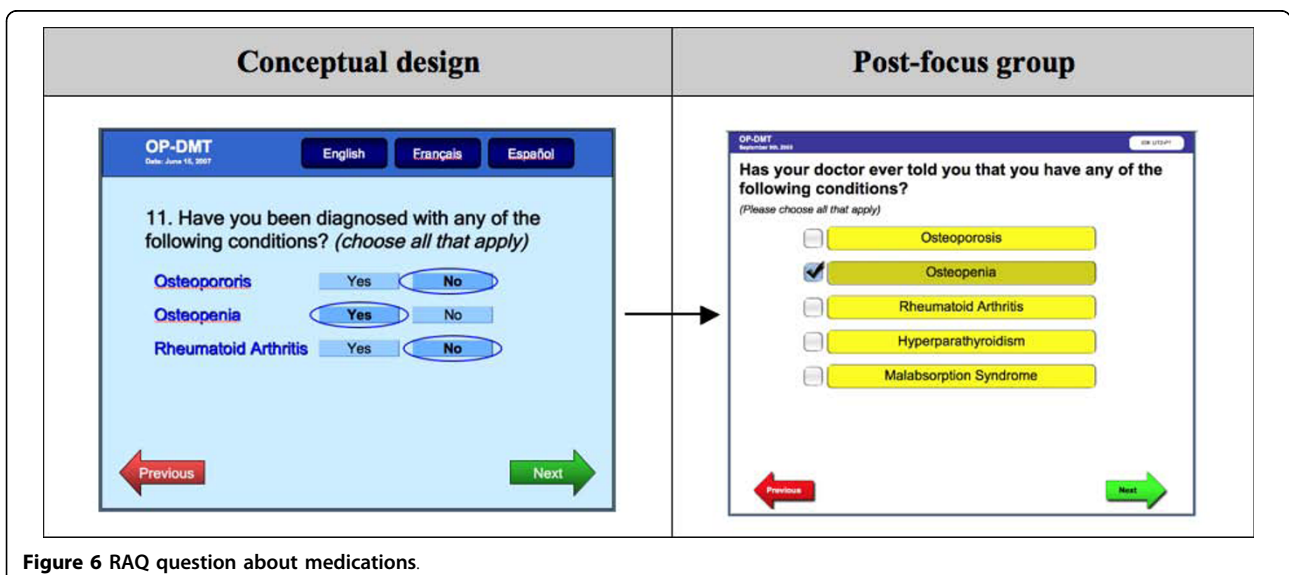 Conceptual design
Post-focus group
OP-DMT
Date: June 15, 2007
English
Français
Español
11. Have you been diagnosed with any of the
following conditions? (choose all that apply)
Osteopororis
Yes
No
Osteopenia
Yes
No
Rheumatoid Arthritis
Yes
No
Previous
Next
OP-DMT
Has your doctor ever told you that you have any of the
following conditions?
(Please choose all that apply)
Osteoporosis
Osteopenia
Rheumatoid Arthritis
Hyperparathyroidism
Malabsorption Syndrome
Previous
Next
Figure 6 RAQ question about medications.